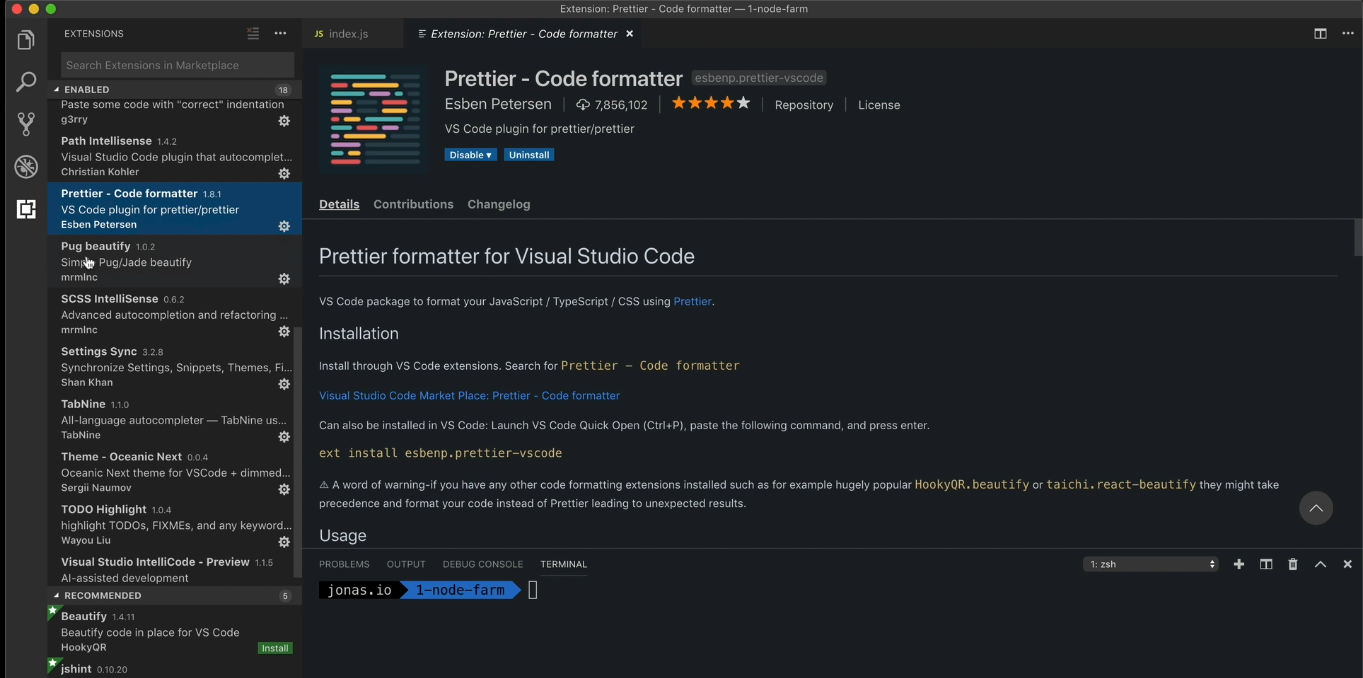 Extension: Prettier - Code formatter — 1-node-farm
EXTENSIONS
Search Extensions in Marketplace
ENABLED 18
Paste some code with "correct" indentation
g3rry
Path Intellisense 1.4.2
Visual Studio Code plugin that autocomplet...
Christian Kohler
Prettier - Code formatter 1.8.1
VS Code plugin for prettier/prettier
Esben Petersen
Pug beautify 1.0.2
Simple Pug/Jade beautify
mrmlnc
SCSS IntelliSense 0.6.2
Advanced autocompletion and refactoring ...
mrmlnc
Settings Sync 3.2.8
Synchronize Settings, Snippets, Themes, Fi...
Shan Khan
TabNine 1.1.0
All-language autocompleter — TabNine us...
TabNine
Theme - Oceanic Next 0.0.4
Oceanic Next theme for VSCode + dimmed...
Sergii Naumov
TODO Highlight 1.0.4
highlight TODOs, FIXMEs, and any keyword...
Wayou Liu
Visual Studio IntelliCode - Preview 1.1.5
AI-assisted development
RECOMMENDED 5
Beautify 1.4.11
Beautify code in place for VS Code
HookyQR Install
jshint 0.10.20
JS index.js
Extension: Prettier - Code formatter
Prettier - Code formatter esbenp.prettier-vscode
Esben Petersen 7,856,102 Repository License
VS Code plugin for prettier/prettier
Disable Uninstall
Details Contributions Changelog
Prettier formatter for Visual Studio Code
VS Code package to format your JavaScript / TypeScript / CSS using Prettier.
Installation
Install through VS Code extensions. Search for Prettier - Code formatter
Visual Studio Code Market Place: Prettier - Code formatter
Can also be installed in VS Code: Launch VS Code Quick Open (Ctrl+P), paste the following command, and press enter.
ext install esbenp.prettier-vscode
⚠ A word of warning-if you have any other code formatting extensions installed such as for example hugely popular HookyQR.beautify or taichi.react-beautify they might take
precedence and format your code instead of Prettier leading to unexpected results.
Usage
PROBLEMS OUTPUT DEBUG CONSOLE TERMINAL 1: zsh
jonas.io 1-node-farm